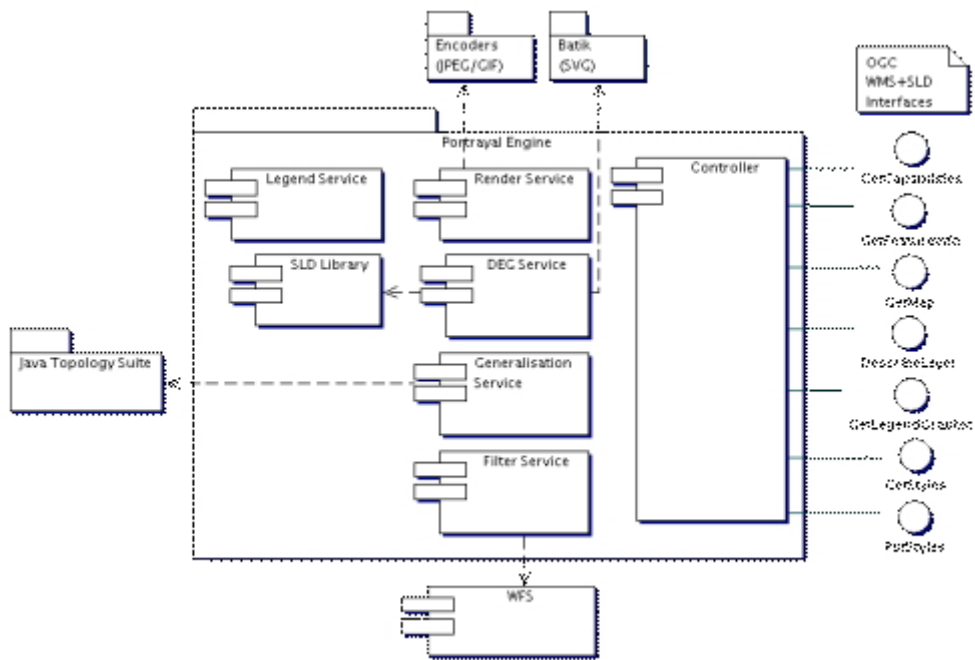 Encoders
(JPEG/GIF)
Batik
(SVG)
OGC
WMS+SLD
Interfaces
Portrayal Engine
Legend Service
Render Service
Controller
GetCapabilities
SLD Library
DEG Service
GetMap
Java Topology Suite
Generalisation
Service
DescribeLayer
GetLegendGraphic
Filter Service
GetStyles
PutStyles
WFS